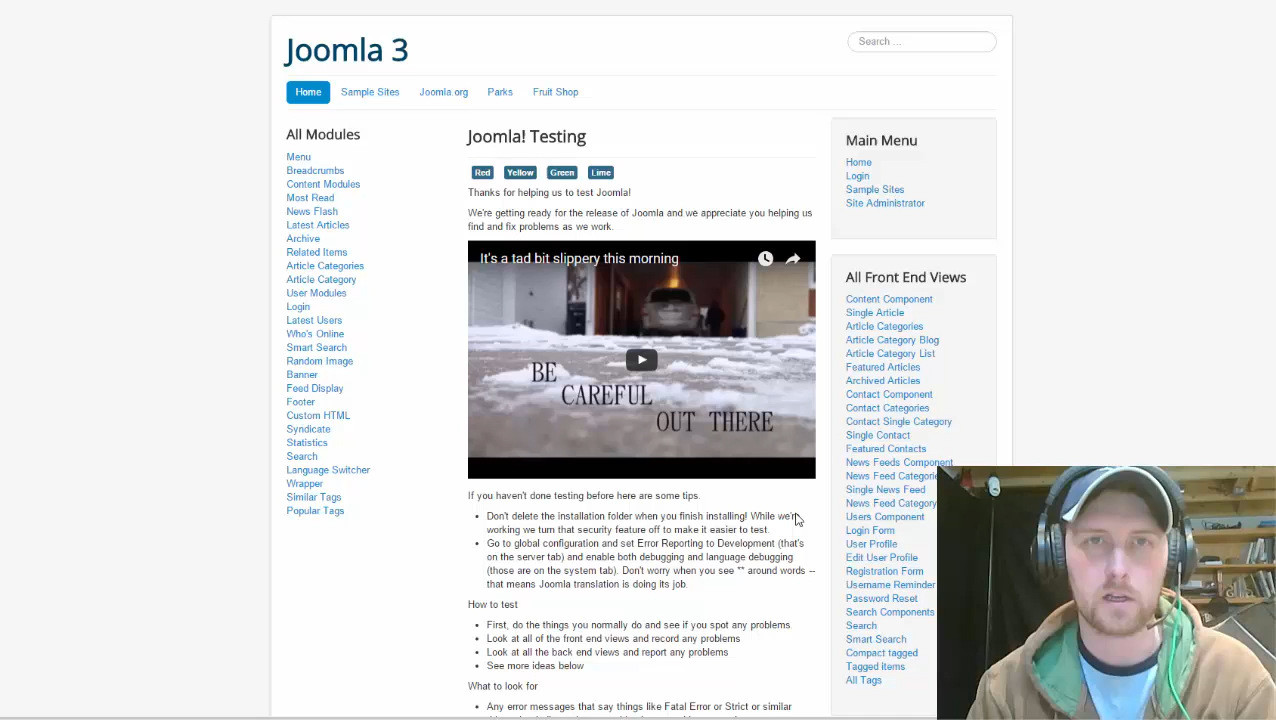 Joomla 3
Search ...
Home
Sample Sites
Joomla.org
Parks
Fruit Shop
All Modules
Menu
Breadcrumbs
Content Modules
Most Read
News Flash
Latest Articles
Archive
Related Items
Article Categories
Article Category
User Modules
Login
Latest Users
Who's Online
Smart Search
Random Image
Banner
Feed Display
Footer
Custom HTML
Syndicate
Statistics
Search
Language Switcher
Wrapper
Similar Tags
Popular Tags
Joomla! Testing
Red Yellow Green Lime
Thanks for helping us to test Joomla!
We're getting ready for the release of Joomla and we appreciate you helping us
find and fix problems as we work.
It's a tad bit slippery this morning
BE
CAREFUL
OUT THERE
If you haven't done testing before here are some tips.
• Don't delete the installation folder when you finish installing! While we're
working we turn that security feature off to make it easier to test.
• Go to global configuration and set Error Reporting to Development (that's
on the server tab) and enable both debugging and language debugging
(those are on the system tab). Don't worry when you see ** around words --
that means Joomla translation is doing its job.
How to test
• First, do the things you normally do and see if you spot any problems.
• Look at all of the front end views and record any problems
• Look at all the back end views and report any problems
• See more ideas below
What to look for
• Any error messages that say things like Fatal Error or Strict or similar
Main Menu
Home
Login
Sample Sites
Site Administrator
All Front End Views
Content Component
Single Article
Article Categories
Article Category Blog
Article Category List
Featured Articles
Archived Articles
Contact Component
Contact Categories
Contact Single Category
Single Contact
Featured Contacts
News Feeds Component
News Feed Categorie
Single News Feed
News Feed Category
Users Component
Login Form
User Profile
Edit User Profile
Registration Form
Username Reminder
Password Reset
Search Components
Search
Smart Search
Compact tagged
Tagged items
All Tags